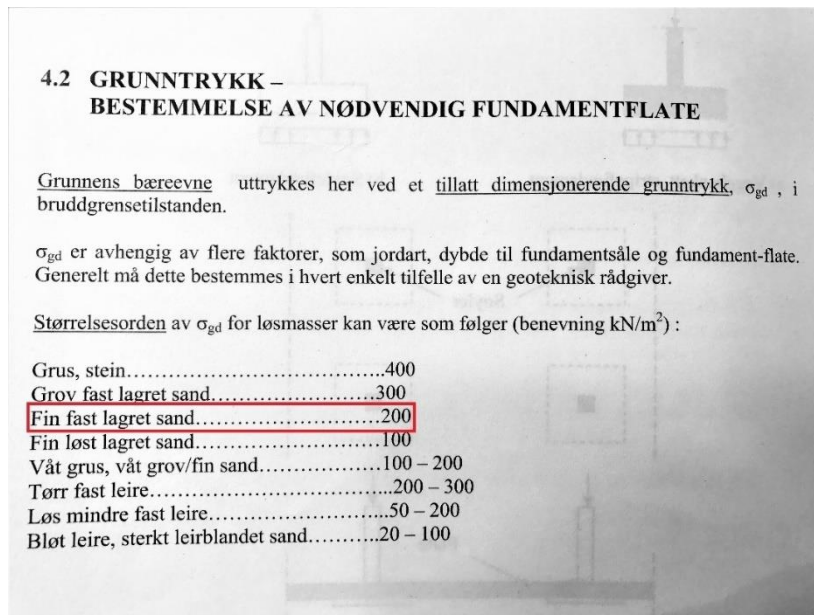 4.2 GRUNNTRYKK –
BESTEMMELSE AV NØDVENDIG FUNDAMENTFLATE
Grunnens bæreevne uttrykkes her ved et tillatt dimensjonerende grunntrykk, σgd , i
bruddgrensetilstanden.
σgd er avhengig av flere faktorer, som jordart, dybde til fundamentsåle og fundament-flate.
Generelt må dette bestemmes i hvert enkelt tilfelle av en geoteknisk rådgiver.
Størrelsesorden av σgd for løsmasser kan være som følger (benevning kN/m²) :
Grus, stein……………………………………..400
Grov fast lagret sand………………………300
Fin fast lagret sand…………………………200
Fin løst lagret sand…………………………100
Våt grus, våt grov/fin sand………………..100 – 200
Tørr fast leire…………………………………...200 – 300
Løs mindre fast leire………………………...50 – 200
Bløt leire, sterkt leirblandet sand………...20 – 100